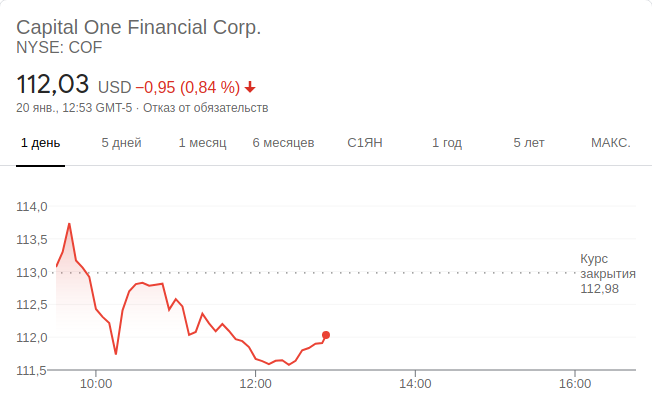 Capital One Financial Corp.
NYSE: COF
112,03 USD −0,95 (0,84 %)
20 янв., 12:53 GMT-5 · Отказ от обязательств
1 день 5 дней 1 месяц 6 месяцев С1ЯН 1 год 5 лет МАКС.
114,0
113,5
113,0
112,5
112,0
111,5
Курс
закрытия
112,98
10:00 12:00 14:00 16:00